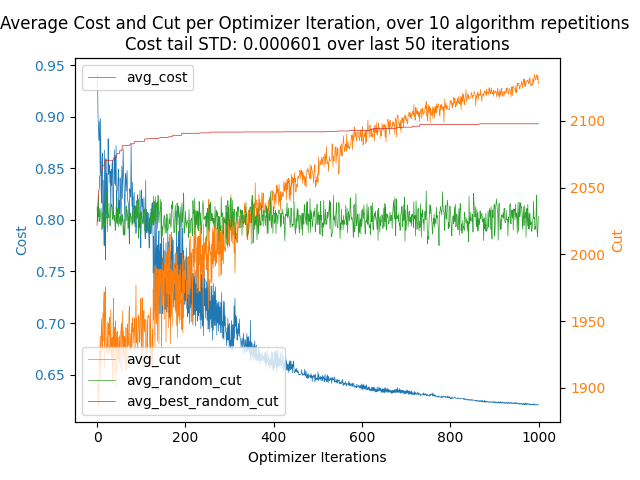 Average Cost and Cut per Optimizer Iteration, over 10 algorithm repetitions
Cost tail STD: 0.000601 over last 50 iterations
avg_cost
0.95
0.90
0.85
0.80
0.75
0.70
0.65
Cost
2100
2050
2000
1950
1900
Cut
avg_cut
avg_random_cut
avg_best_random_cut
0 200 400 600 800 1000
Optimizer Iterations